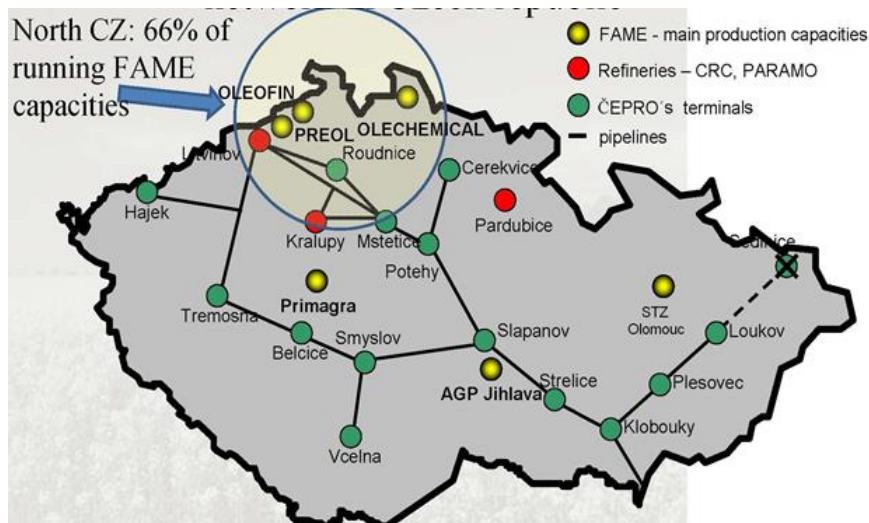 North CZ: 66% of
running FAME
capacities
FAME - main production capacities
Refineries – CRC, PARAMO
ČEPRO´s terminals
pipelines
OLEOFIN
PREOL
OLECHEMICAL
Roudnice
Cerekvice
Hajek
Pardubice
Kralupy
Mstetice
Potehy
Primagra
Tremosna
STZ
Olomouc
Belcice
Smyslov
Slapanov
Loukov
AGP Jihlava
Strelice
Plesovec
Klobouky
Vcelna